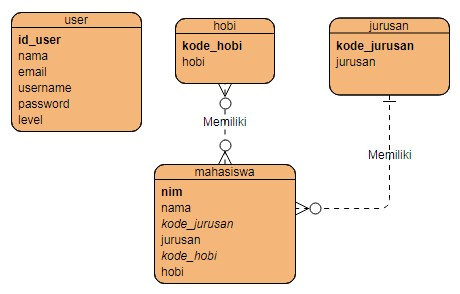 user
id_user
nama
email
username
password
level
hobi
kode_hobi
hobi
jurusan
kode_jurusan
jurusan
Memiliki
Memiliki
mahasiswa
nim
nama
kode_jurusan
jurusan
kode_hobi
hobi